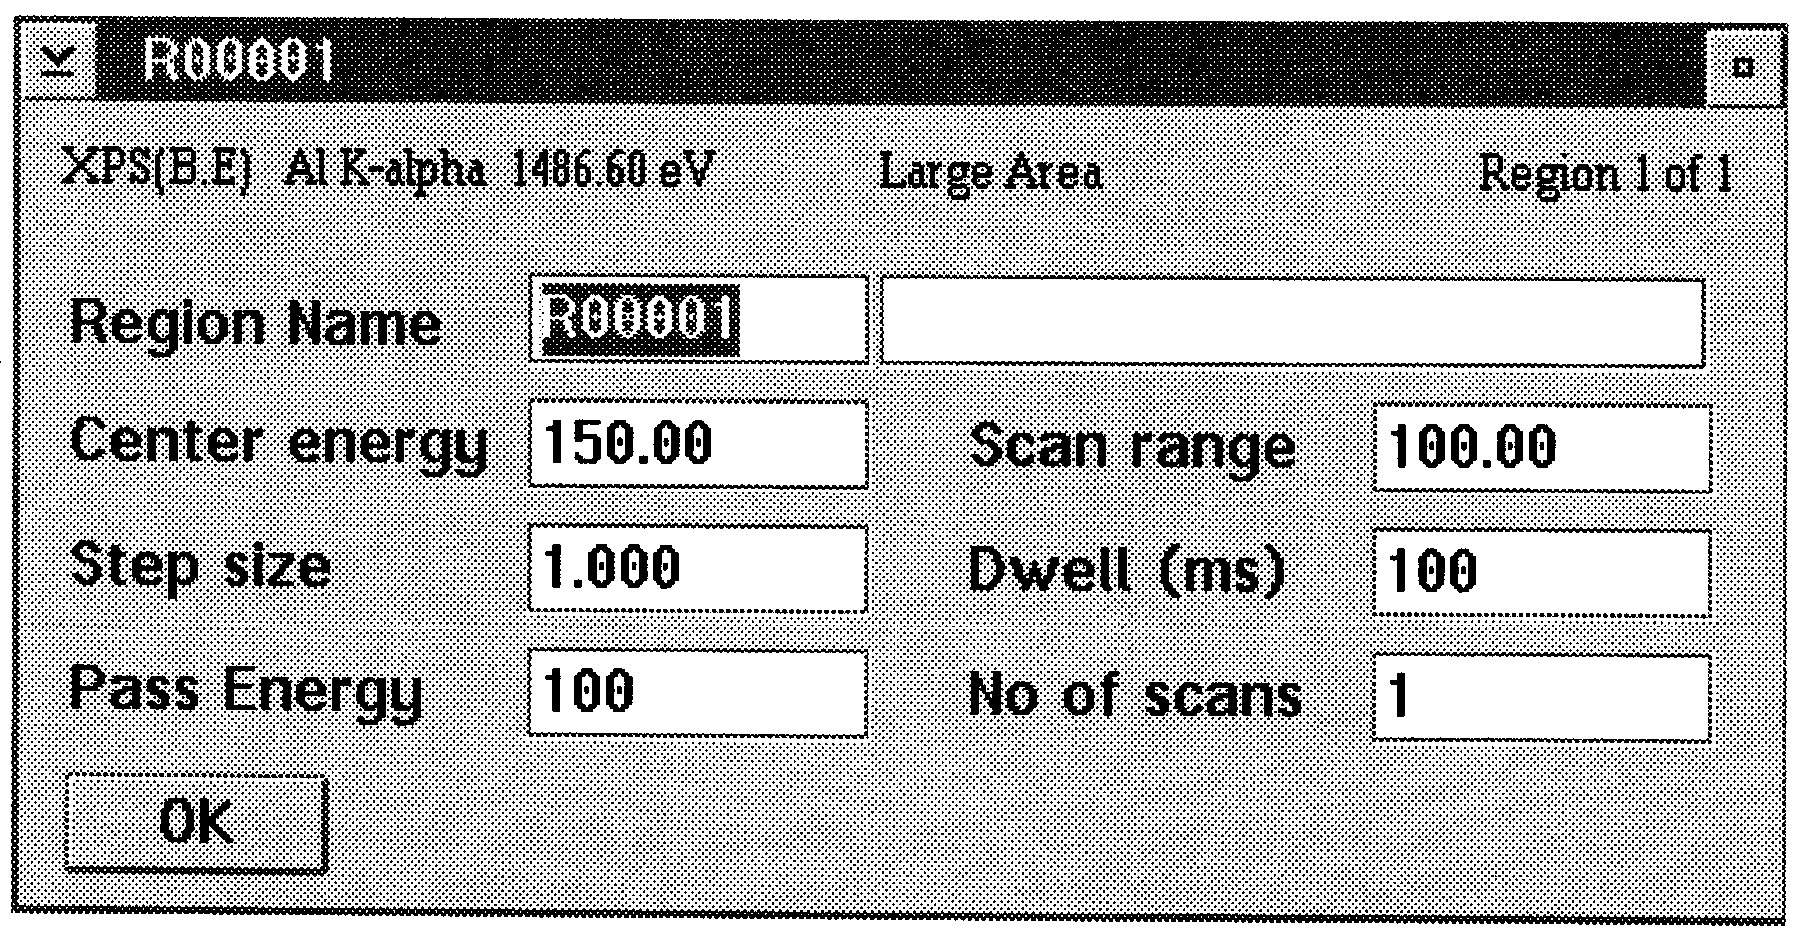 R00001
XPS(B.E) Al K-alpha 1486.60 eV Large Area Region 1 of 1
Region Name R00001
Center energy 150.00 Scan range 100.00
Step size 1.000 Dwell (ms) 100
Pass Energy 100 No of scans 1
OK